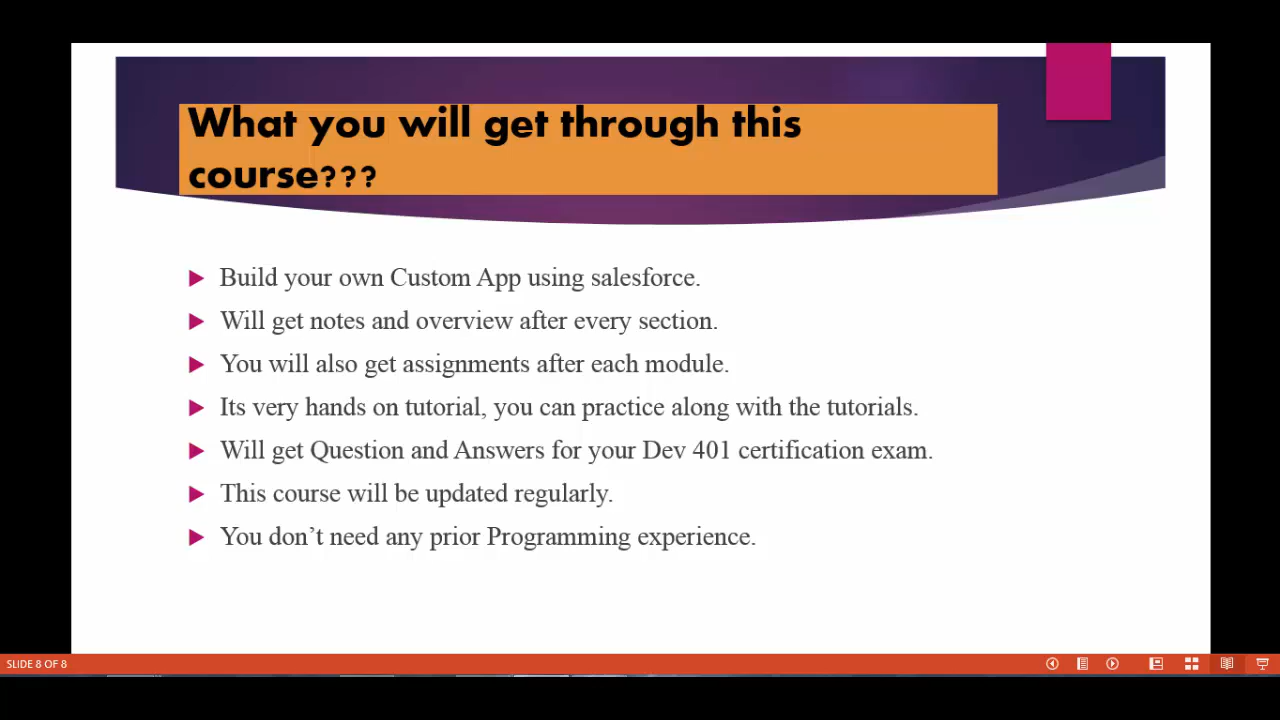 What you will get through this
course???
Build your own Custom App using salesforce.
Will get notes and overview after every section.
You will also get assignments after each module.
Its very hands on tutorial, you can practice along with the tutorials.
Will get Question and Answers for your Dev 401 certification exam.
This course will be updated regularly.
You don’t need any prior Programming experience.
SLIDE 8 OF 8